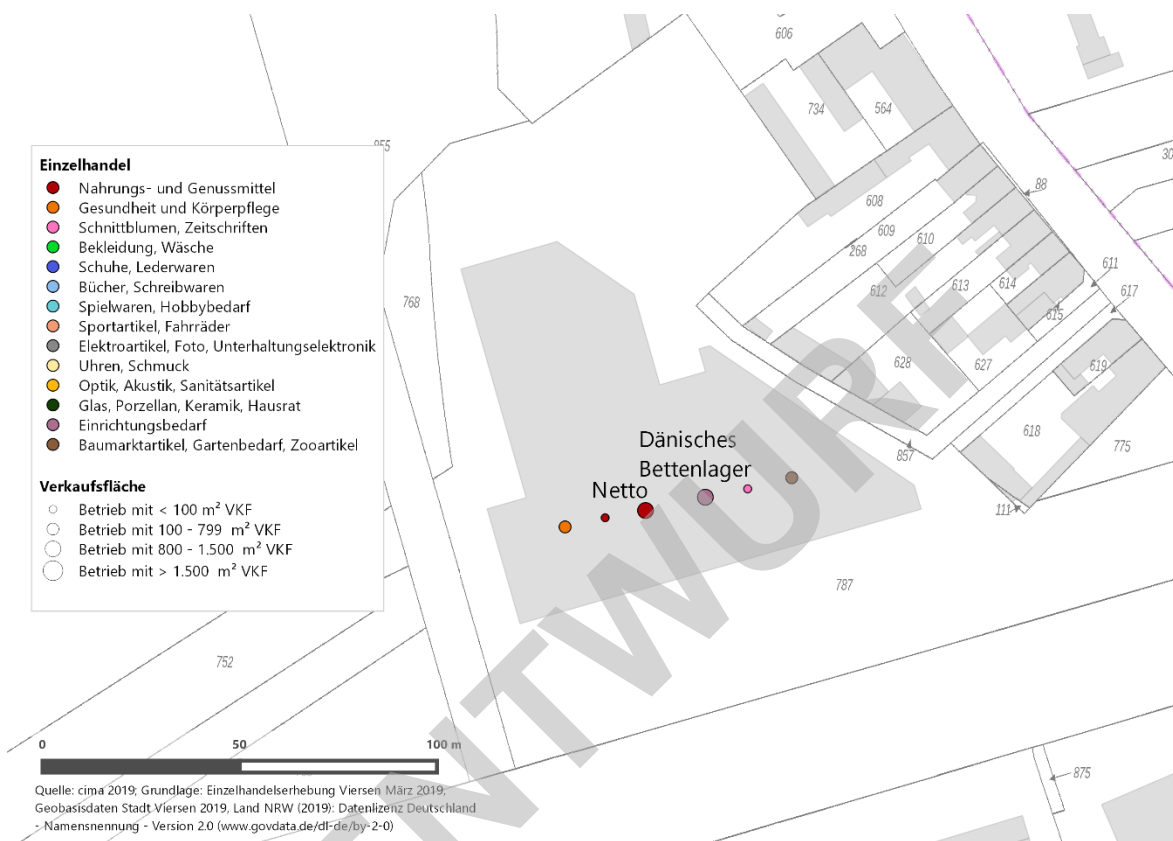 606
734
564
30
88
608
609
268
610
612
613
614
611
617
615
628
627
619
618
775
857
111
768
787
752
875
Einzelhandel
Nahrungs- und Genussmittel
Gesundheit und Körperpflege
Schnittblumen, Zeitschriften
Bekleidung, Wäsche
Schuhe, Lederwaren
Bücher, Schreibwaren
Spielwaren, Hobbybedarf
Sportartikel, Fahrräder
Elektroartikel, Foto, Unterhaltungselektronik
Uhren, Schmuck
Optik, Akustik, Sanitätsartikel
Glas, Porzellan, Keramik, Hausrat
Einrichtungsbedarf
Baumarktartikel, Gartenbedarf, Zooartikel
Verkaufsfläche
Betrieb mit < 100 m² VKF
Betrieb mit 100 - 799 m² VKF
Betrieb mit 800 - 1.500 m² VKF
Betrieb mit > 1.500 m² VKF
Dänisches
Bettenlager
Netto
ENTWURF
0 50 100 m
Quelle: cima 2019; Grundlage: Einzelhandelserhebung Viersen März 2019,
Geobasisdaten Stadt Viersen 2019, Land NRW (2019): Datenlizenz Deutschland
- Namensnennung - Version 2.0 (www.govdata.de/dl-de/by-2-0)